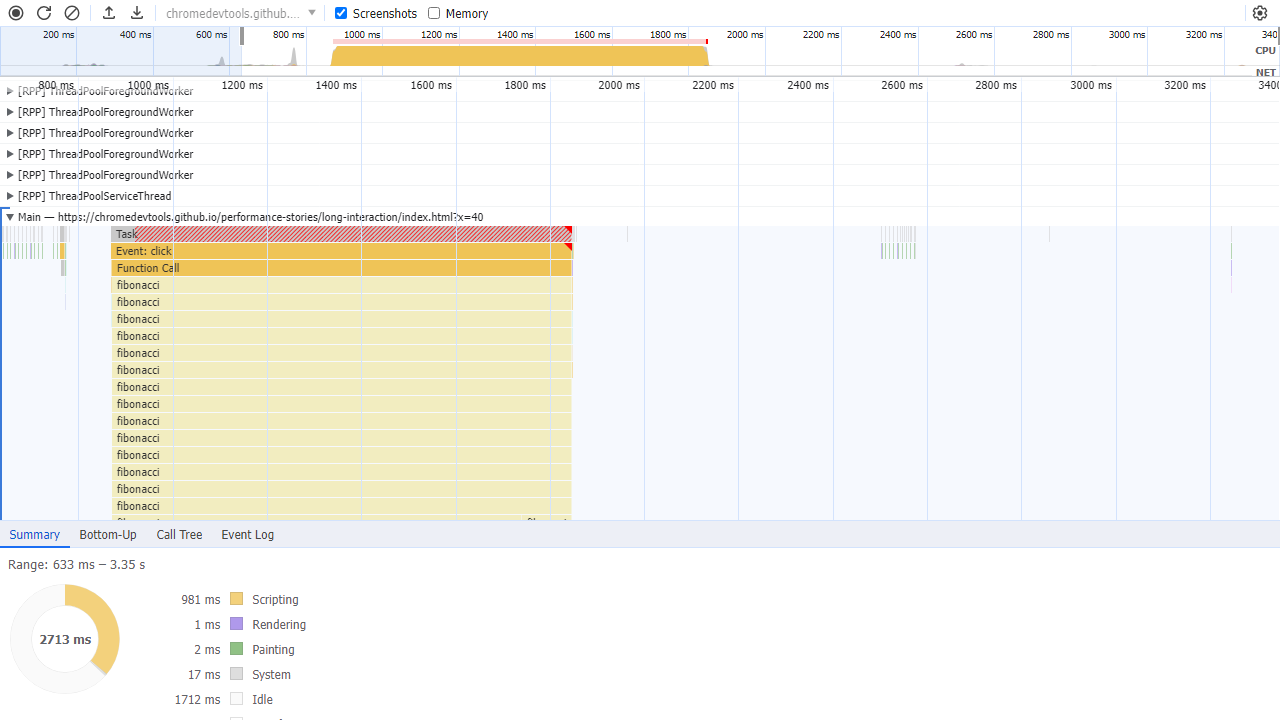 chromedevtools.github.... Screenshots Memory
200 ms 400 ms 600 ms 800 ms 1000 ms 1200 ms 1400 ms 1600 ms 1800 ms 2000 ms 2200 ms 2400 ms 2600 ms 2800 ms 3000 ms 3200 ms 340
CPU
NET
800 ms 1000 ms 1200 ms 1400 ms 1600 ms 1800 ms 2000 ms 2200 ms 2400 ms 2600 ms 2800 ms 3000 ms 3200 ms 3400
[RPP] ThreadPoolForegroundWorker
[RPP] ThreadPoolForegroundWorker
[RPP] ThreadPoolForegroundWorker
[RPP] ThreadPoolForegroundWorker
[RPP] ThreadPoolForegroundWorker
[RPP] ThreadPoolServiceThread
Main — https://chromedevtools.github.io/performance-stories/long-interaction/index.html?x=40
Task
Event: click
Function Call
fibonacci
fibonacci
fibonacci
fibonacci
fibonacci
fibonacci
fibonacci
fibonacci
fibonacci
fibonacci
fibonacci
fibonacci
fibonacci
fibonacci
Summary Bottom-Up Call Tree Event Log
Range: 633 ms – 3.35 s
2713 ms
981 ms Scripting
1 ms Rendering
2 ms Painting
17 ms System
1712 ms Idle